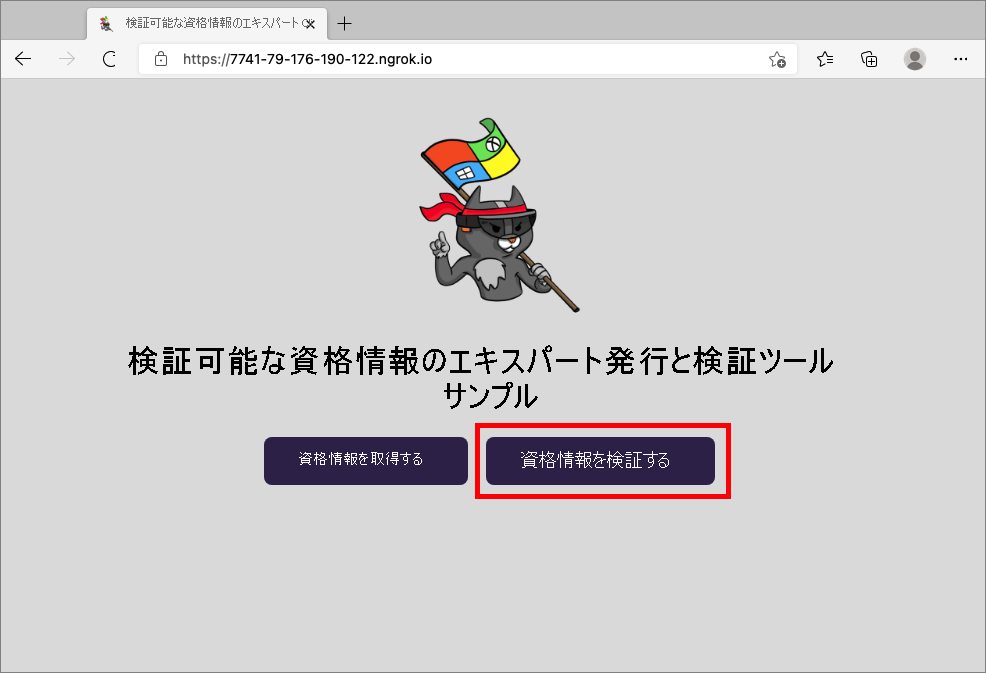 検証可能な資格情報のエキスパート
https://7741-79-176-190-122.ngrok.io
検証可能な資格情報のエキスパート発行と検証ツール
サンプル
資格情報を取得する
資格情報を検証する